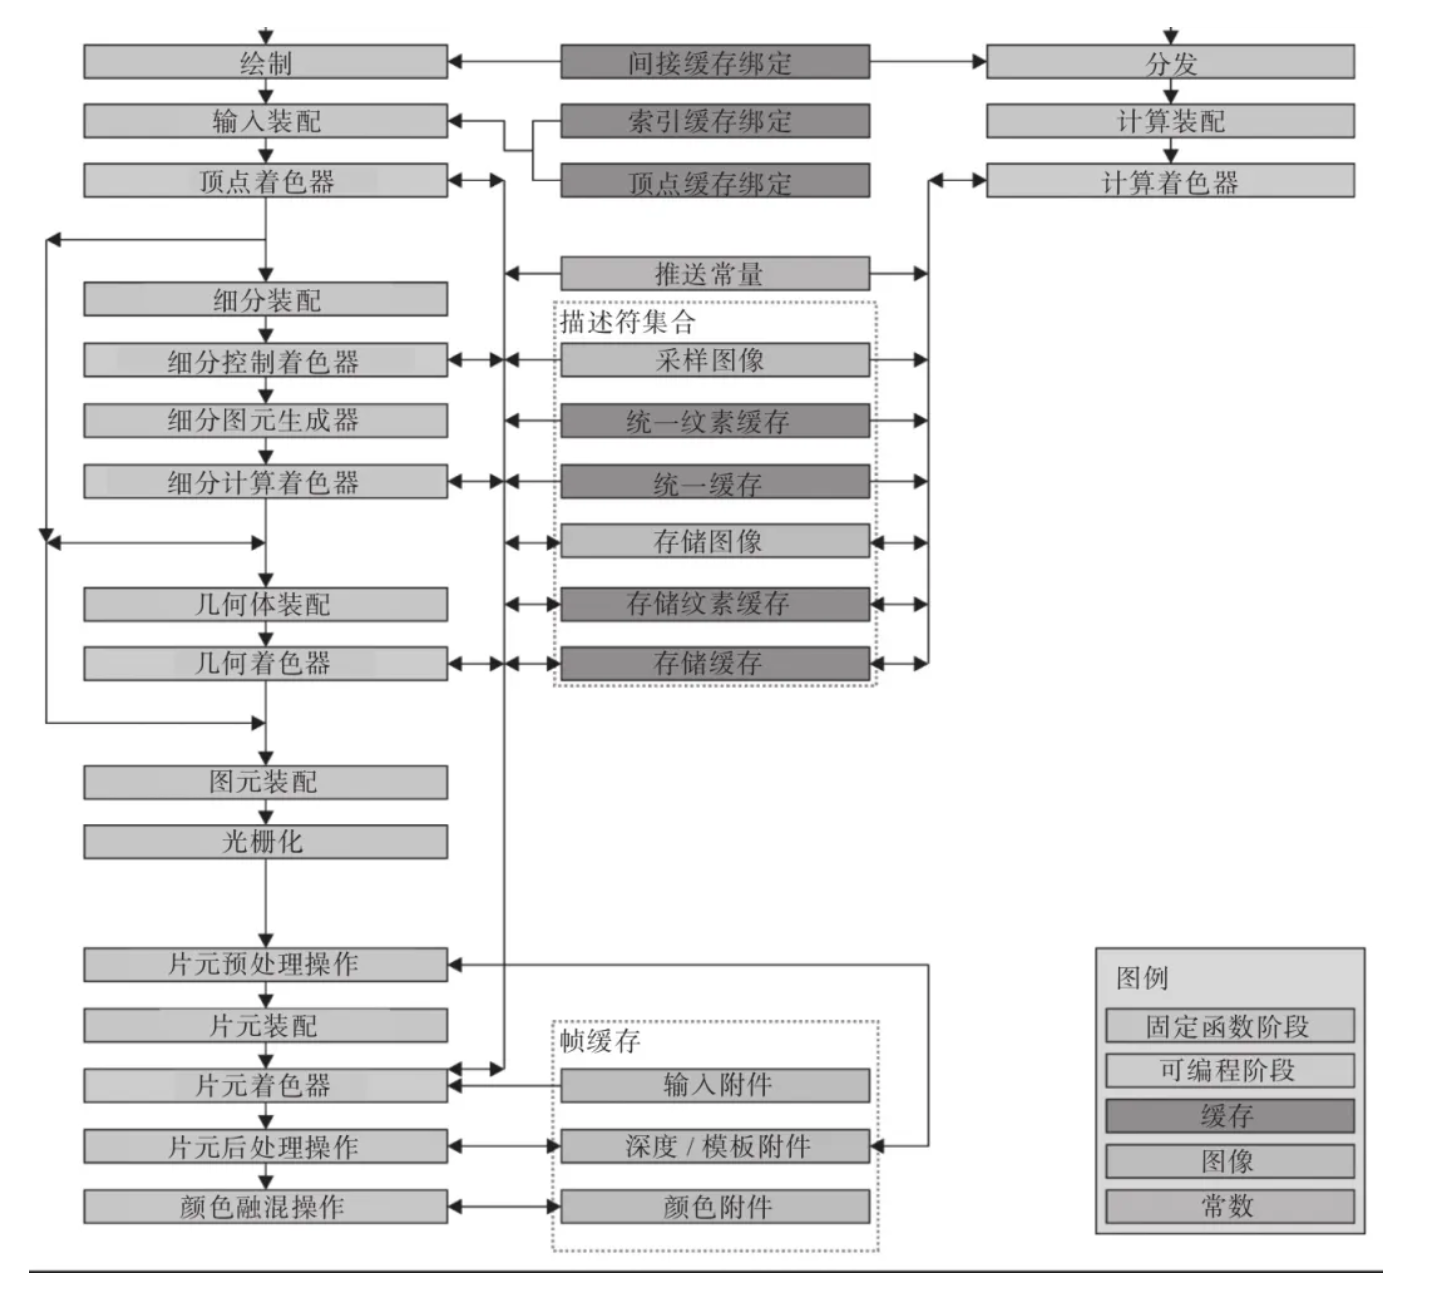 绘制
间接缓存绑定
分发
输入装配
索引缓存绑定
计算装配
顶点着色器
顶点缓存绑定
计算着色器
推送常量
细分装配
描述符集合
细分控制着色器
采样图像
细分图元生成器
统一纹素缓存
细分计算着色器
统一缓存
存储图像
几何体装配
存储纹素缓存
几何着色器
存储缓存
图元装配
光栅化
片元预处理操作
片元装配
帧缓存
片元着色器
输入附件
片元后处理操作
深度 / 模板附件
颜色融混操作
颜色附件
图例
固定函数阶段
可编程阶段
缓存
图像
常数